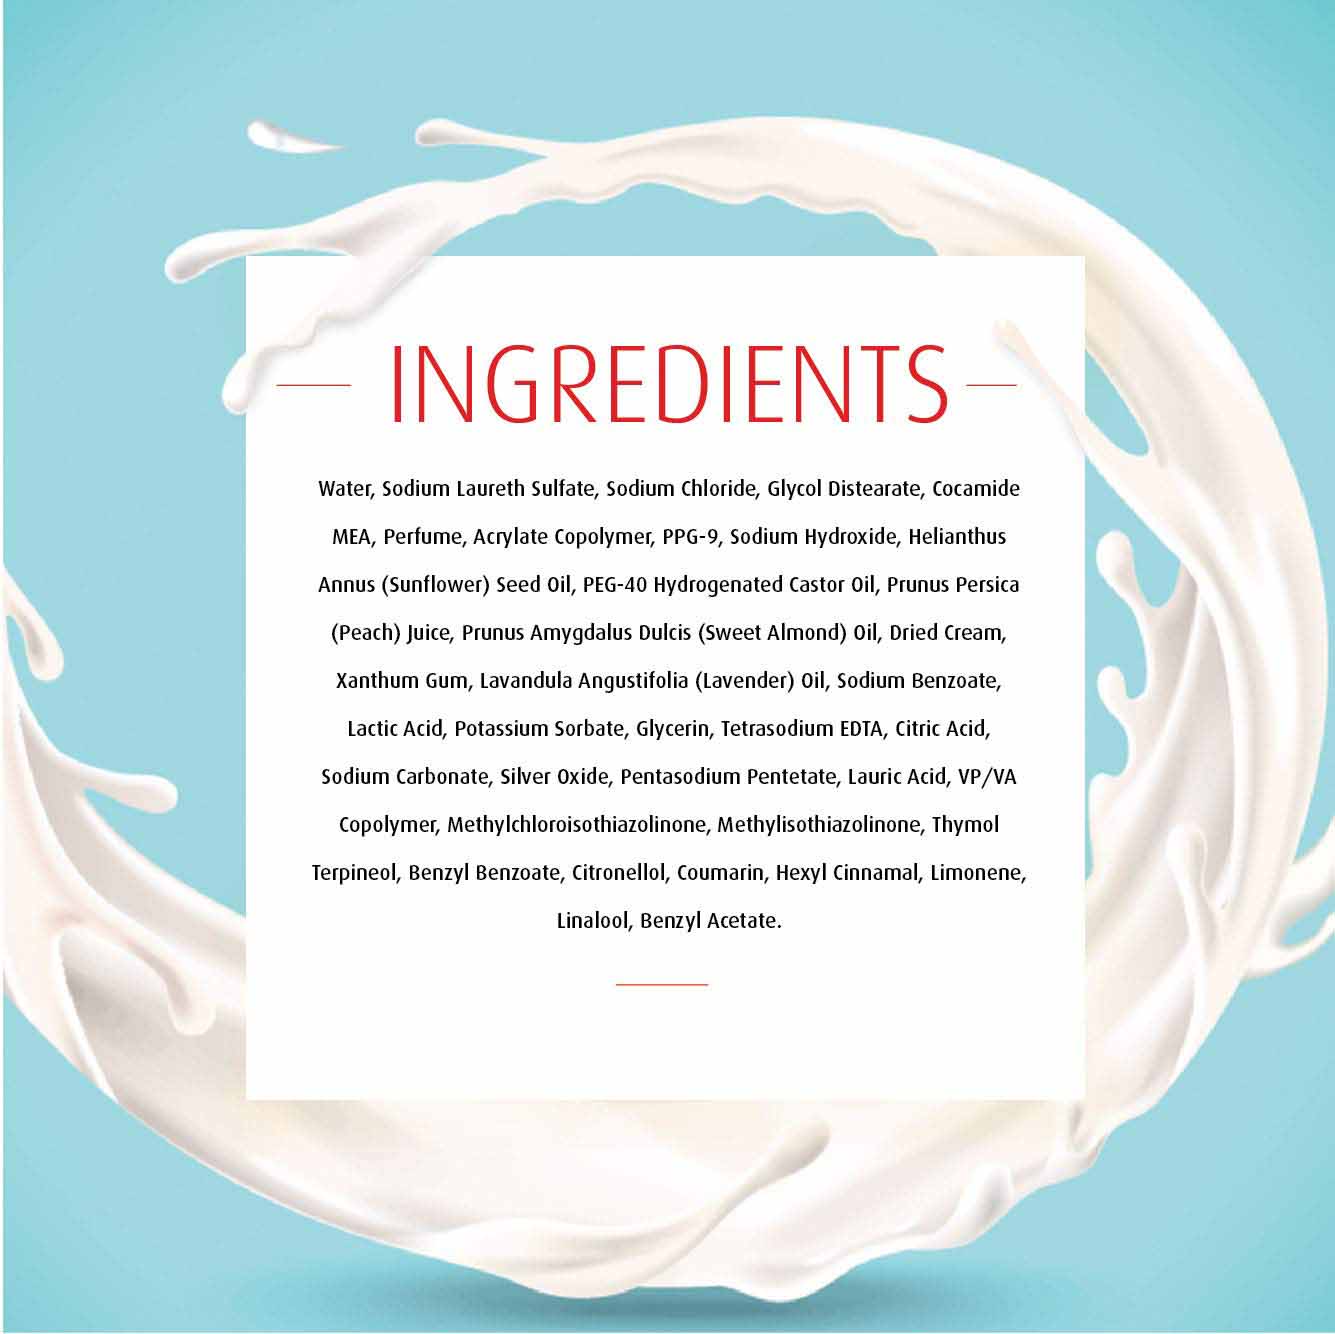 INGREDIENTS
Water, Sodium Laureth Sulfate, Sodium Chloride, Glycol Distearate, Cocamide
MEA, Perfume, Acrylate Copolymer, PPG-9, Sodium Hydroxide, Helianthus
Annus (Sunflower) Seed Oil, PEG-40 Hydrogenated Castor Oil, Prunus Persica
(Peach) Juice, Prunus Amygdalus Dulcis (Sweet Almond) Oil, Dried Cream,
Xanthum Gum, Lavandula Angustifolia (Lavender) Oil, Sodium Benzoate,
Lactic Acid, Potassium Sorbate, Glycerin, Tetrasodium EDTA, Citric Acid,
Sodium Carbonate, Silver Oxide, Pentasodium Pentetate, Lauric Acid, VP/VA
Copolymer, Methylchloroisothiazolinone, Methylisothiazolinone, Thymol
Terpineol, Benzyl Benzoate, Citronellol, Coumarin, Hexyl Cinnamal, Limonene,
Linalool, Benzyl Acetate.